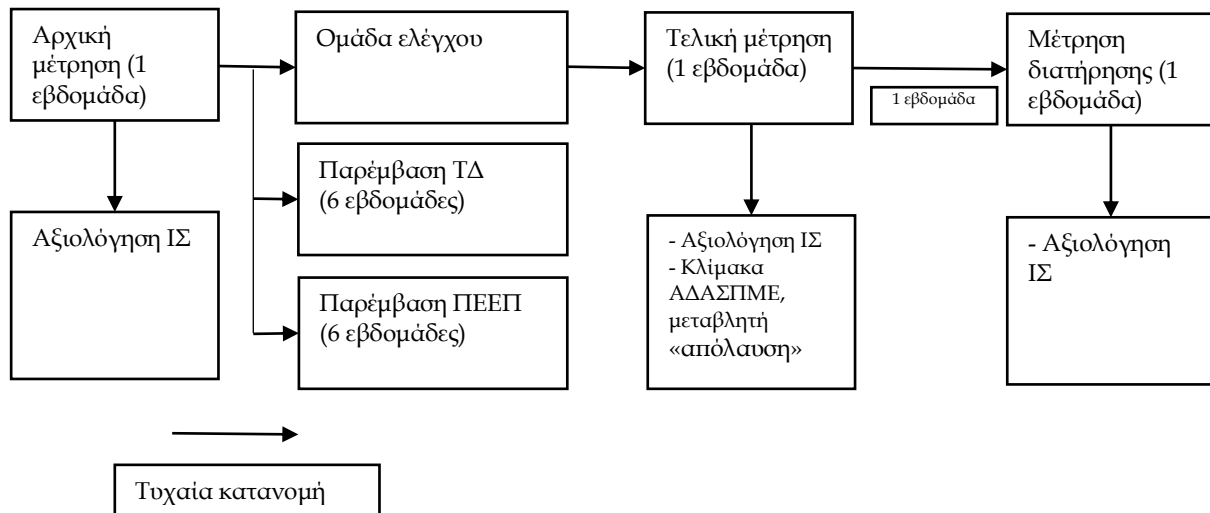 Αρχική
μέτρηση (1
εβδομάδα)
Ομάδα ελέγχου
Τελική μέτρηση
(1 εβδομάδα)
1 εβδομάδα
Μέτρηση
διατήρησης (1
εβδομάδα)
Παρέμβαση ΤΔ
(6 εβδομάδες)
Αξιολόγηση ΙΣ
- Αξιολόγηση ΙΣ
- Κλίμακα
ΑΔΑΣΠΜΕ,
μεταβλητή
«απόλαυση»
- Αξιολόγηση
ΙΣ
Παρέμβαση ΠΕΕΠ
(6 εβδομάδες)
Τυχαία κατανομή